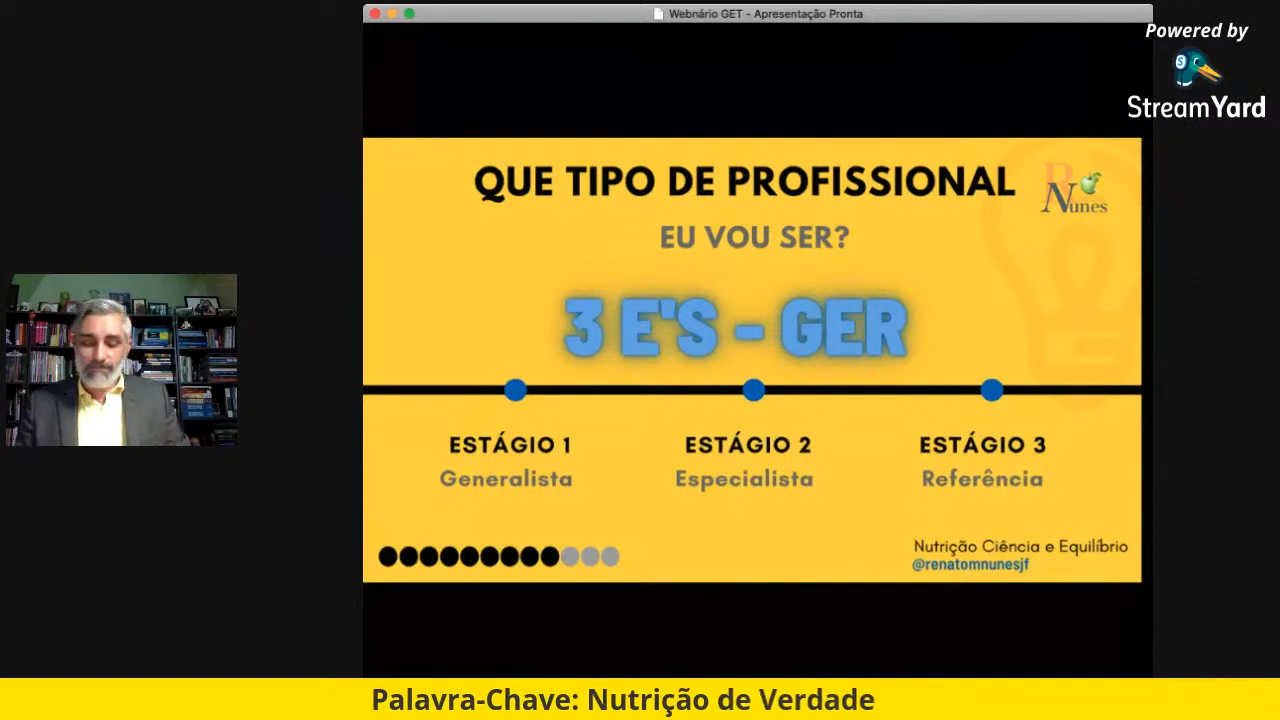 Webnário GET - Apresentação Pronta
Powered by
S
StreamYard
QUE TIPO DE PROFISSIONAL
R
Nunes
EU VOU SER?
3 E'S - GER
ESTÁGIO 1
ESTÁGIO 2
ESTÁGIO 3
Generalista
Especialista
Referência
Nutrição Ciência e Equilíbrio
@renatomnunesjf
Palavra-Chave: Nutrição de Verdade